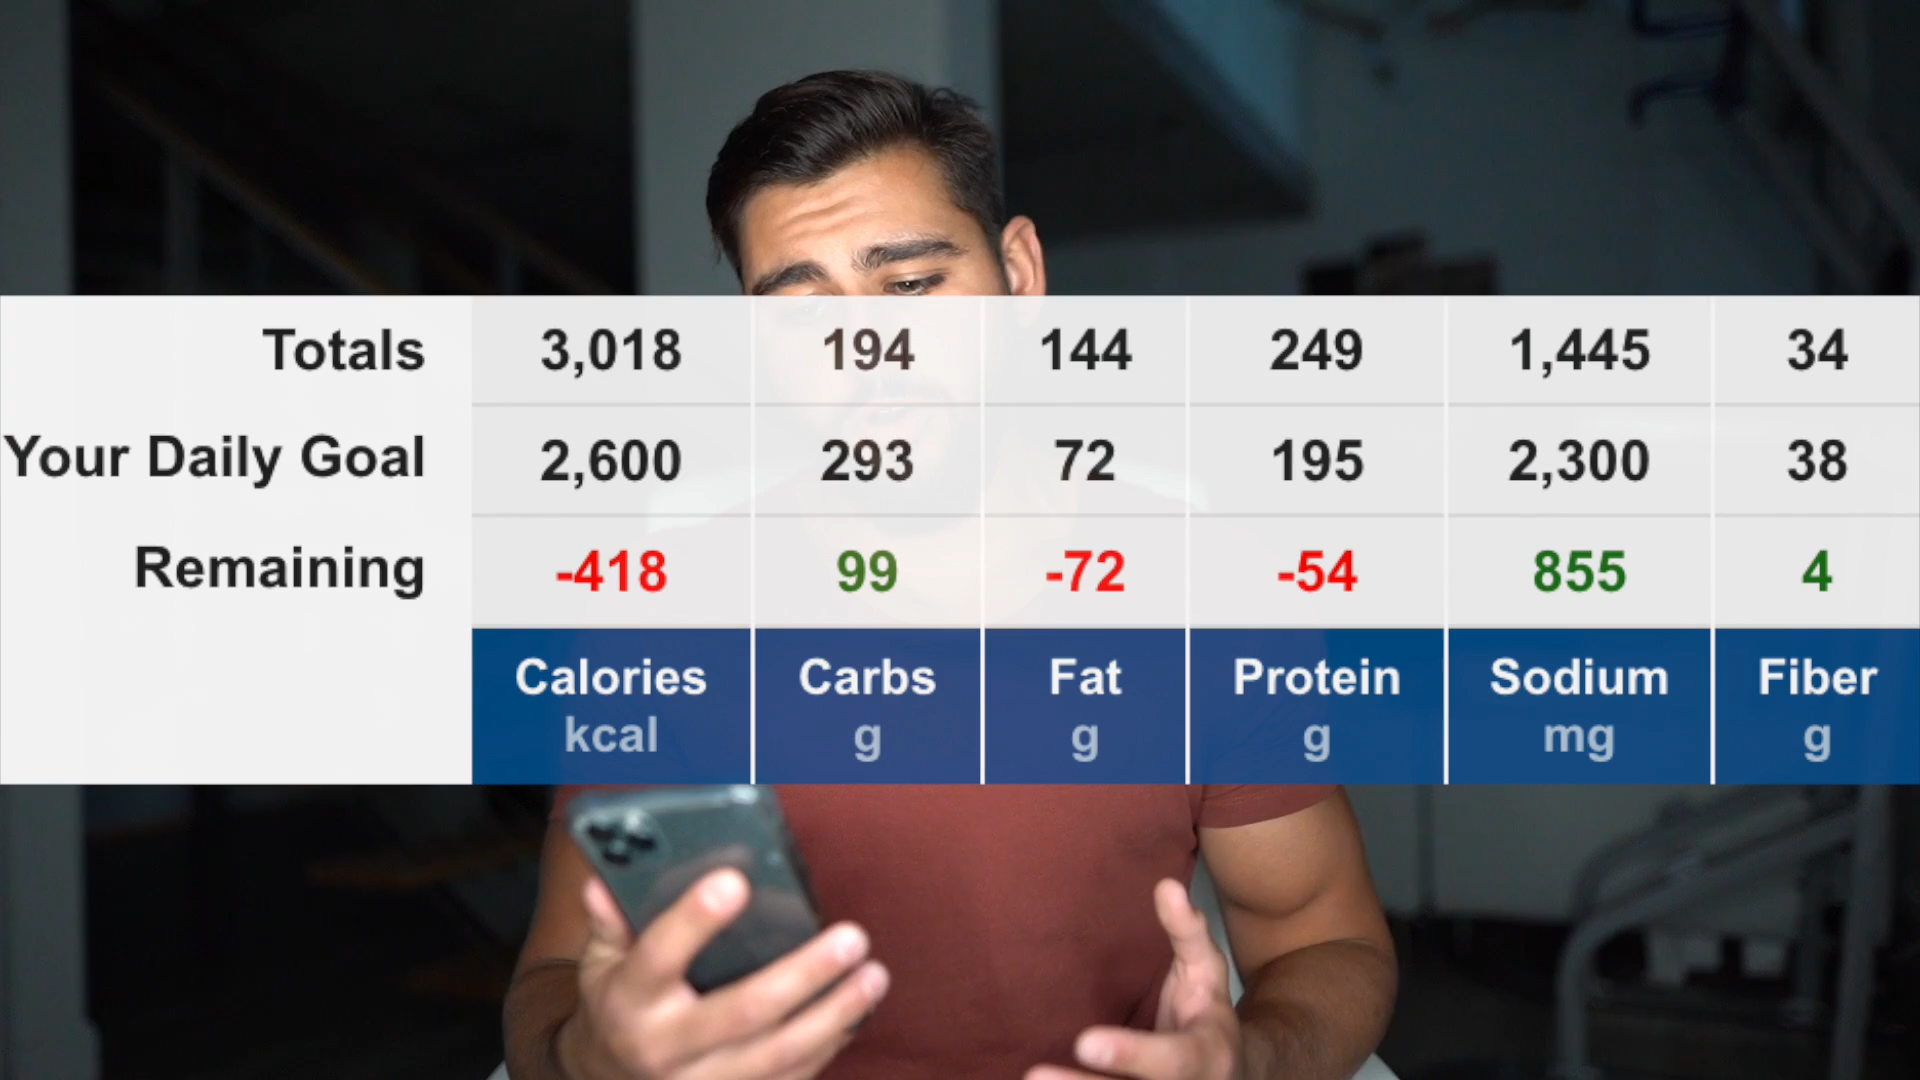 Totals 3,018 194 144 249 1,445 34
Your Daily Goal 2,600 293 72 195 2,300 38
Remaining -418 99 -72 -54 855 4
Calories Carbs Fat Protein Sodium Fiber
kcal g g g mg g